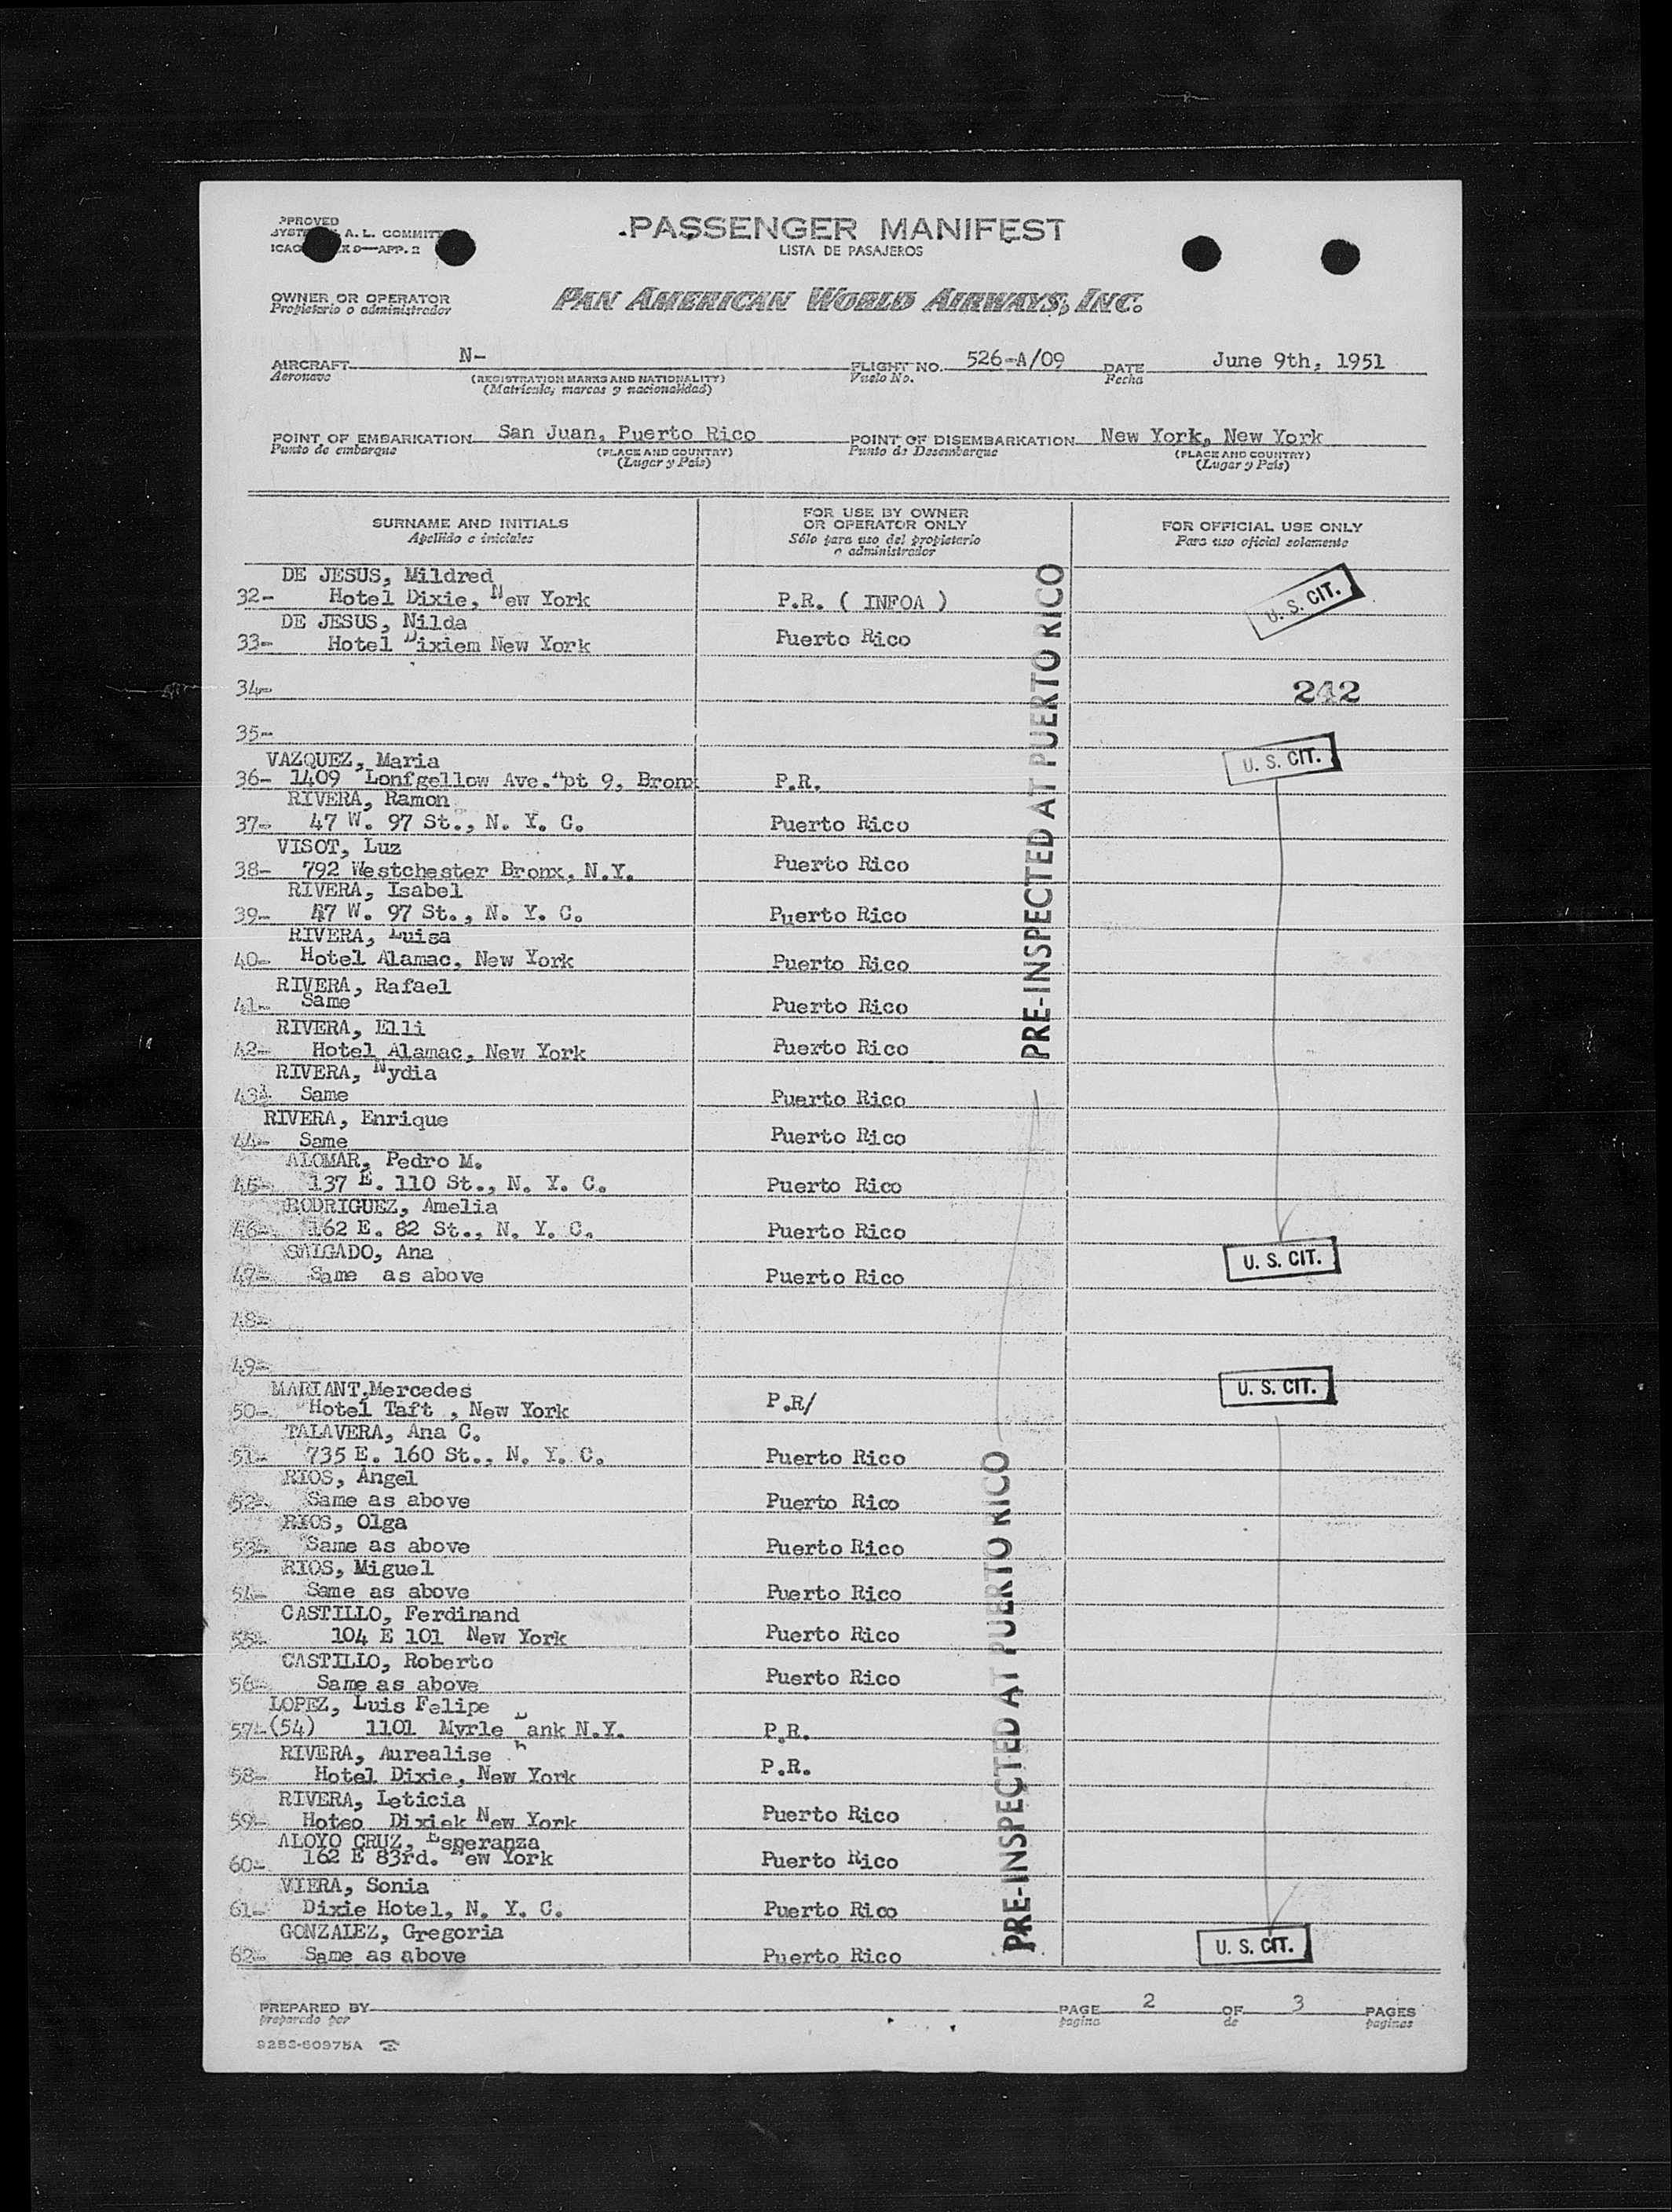 PPROVED
SYSTE A. L. COMMITT
ICAO X 9—APP. 2
PASSENGER MANIFEST
LISTA DE PASAJEROS
OWNER OR OPERATOR
Propietario o administrador
PAN AMERICAN WORLD AIRWAYS, INC.
AIRCRAFT N- FLIGHT NO. 526-A/09 DATE June 9th, 1951
Aeronave (REGISTRATION MARKS AND NATIONALITY) Vuelo No. Fecha
(Matricula, marcas y nacionalidad)
POINT OF EMBARKATION San Juan, Puerto Rico POINT OF DISEMBARKATION New York, New York
Punto de embarque (PLACE AND COUNTRY) Punto de Desembarque (PLACE AND COUNTRY)
(Lugar y País) (Lugar y País)
SURNAME AND INITIALS
Apellido e iniciales
FOR USE BY OWNER
OR OPERATOR ONLY
Sólo para uso del propietario
o administrador
FOR OFFICIAL USE ONLY
Para uso oficial solamente
DE JESUS, Mildred
32- Hotel Dixie, New York P.R. ( INFOA ) U. S. CIT.
DE JESUS, Nilda
33- Hotel Dixiem New York Puerto Rico
34- 242
35-
VAZQUEZ, Maria
36- 1409 Lonfgellow Ave. Apt 9, Bronx P.R. U. S. CIT.
RIVERA, Ramon
37- 47 W. 97 St., N. Y. C. Puerto Rico
VISOT, Luz
38- 792 Westchester Bronx, N.Y. Puerto Rico
RIVERA, Isabel
39- 47 W. 97 St., N. Y. C. Puerto Rico
RIVERA, Luisa
40- Hotel Alamac, New York Puerto Rico
RIVERA, Rafael
41- Same Puerto Rico
RIVERA, Elli
42- Hotel Alamac, New York Puerto Rico
RIVERA, Nydia
43- Same Puerto Rico
RIVERA, Enrique
44- Same Puerto Rico
ALOMAR, Pedro M.
45- 137 E. 110 St., N. Y. C. Puerto Rico
RODRIGUEZ, Amelia
46- 162 E. 82 St., N. Y. C. Puerto Rico
SALGADO, Ana
47- Same as above Puerto Rico U. S. CIT.
48-
49-
MARIANT,Mercedes
50- Hotel Taft , New York P.R/ U. S. CIT.
TALAVERA, Ana C.
51- 735 E. 160 St., N. Y. C. Puerto Rico
RIOS, Angel
52- Same as above Puerto Rico
RIOS, Olga
53- Same as above Puerto Rico
RIOS, Miguel
54- Same as above Puerto Rico
CASTILLO, Ferdinand
55- 104 E 101 New York Puerto Rico
CASTILLO, Roberto
56- Same as above Puerto Rico
LOPEZ, Luis Felipe
57-(54) 1101 Myrle Bank N.Y. P.R.
RIVERA, Aurealise
58- Hotel Dixie, New York P.R.
RIVERA, Leticia
59- Hoteo Dixiek New York Puerto Rico
ALOYO CRUZ, Esperanza
60- 162 E 83rd. New York Puerto Rico
VIERA, Sonia
61- Dixie Hotel, N. Y. C. Puerto Rico
GONZALEZ, Gregoria
62- Same as above Puerto Rico U. S. CIT.
PRE-INSPECTED AT PUERTO RICO
PRE-INSPECTED AT PUERTO RICO
PREPARED BY PAGE 2 OF 3 PAGES
preparado por pagina de paginas
9253-60975A